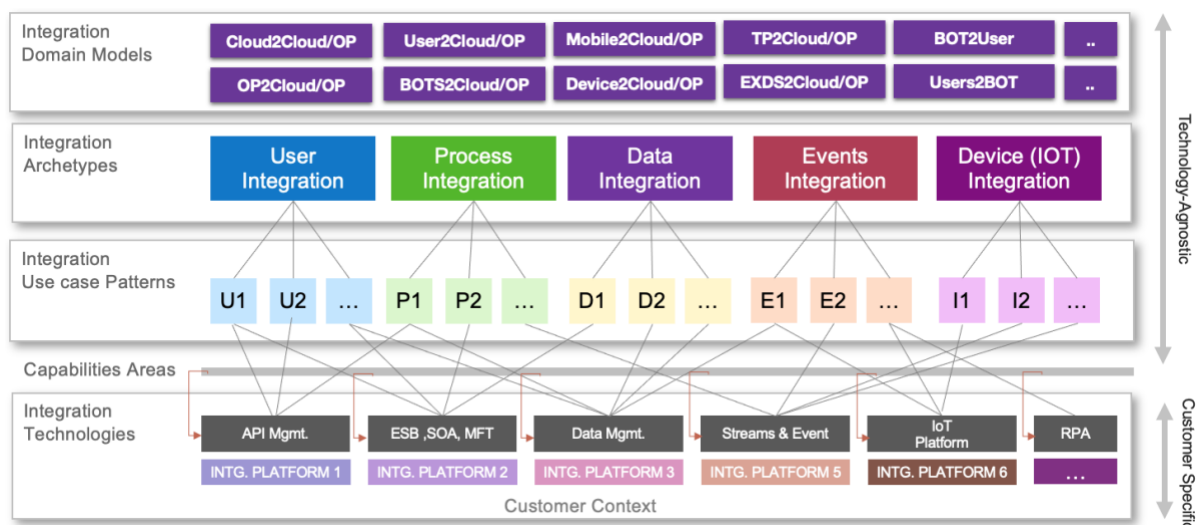 Integration
Domain Models
Cloud2Cloud/OP
User2Cloud/OP
Mobile2Cloud/OP
TP2Cloud/OP
BOT2User
..
OP2Cloud/OP
BOTS2Cloud/OP
Device2Cloud/OP
EXDS2Cloud/OP
Users2BOT
..
Integration
Archetypes
User
Integration
Process
Integration
Data
Integration
Events
Integration
Device (IOT)
Integration
Technology-Agnostic
Integration
Use case Patterns
U1
U2
...
P1
P2
...
D1
D2
...
E1
E2
...
I1
I2
...
Capabilities Areas
Integration
Technologies
API Mgmt.
ESB ,SOA, MFT
Data Mgmt.
Streams & Event
IoT
Platform
RPA
INTG. PLATFORM 1
INTG. PLATFORM 2
INTG. PLATFORM 3
INTG. PLATFORM 5
INTG. PLATFORM 6
...
Customer Context
Customer Specific